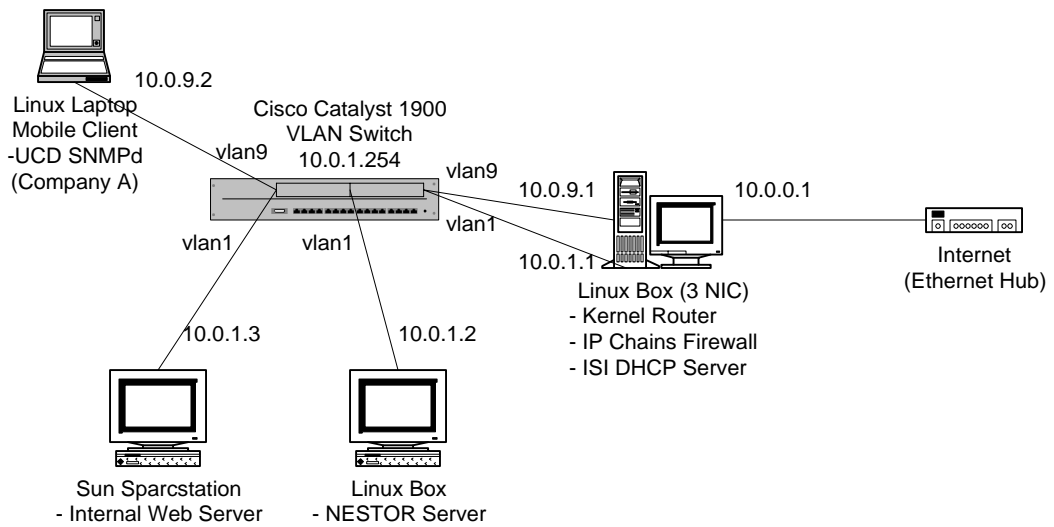 10.0.9.2
Linux Laptop
Mobile Client
-UCD SNMPd
(Company A)
Cisco Catalyst 1900
VLAN Switch
10.0.1.254
vlan9
vlan9
vlan1
vlan1
vlan1
10.0.9.1
10.0.1.1
10.0.0.1
Linux Box (3 NIC)
- Kernel Router
- IP Chains Firewall
- ISI DHCP Server
Internet
(Ethernet Hub)
10.0.1.3
10.0.1.2
Sun Sparcstation
- Internal Web Server
Linux Box
- NESTOR Server